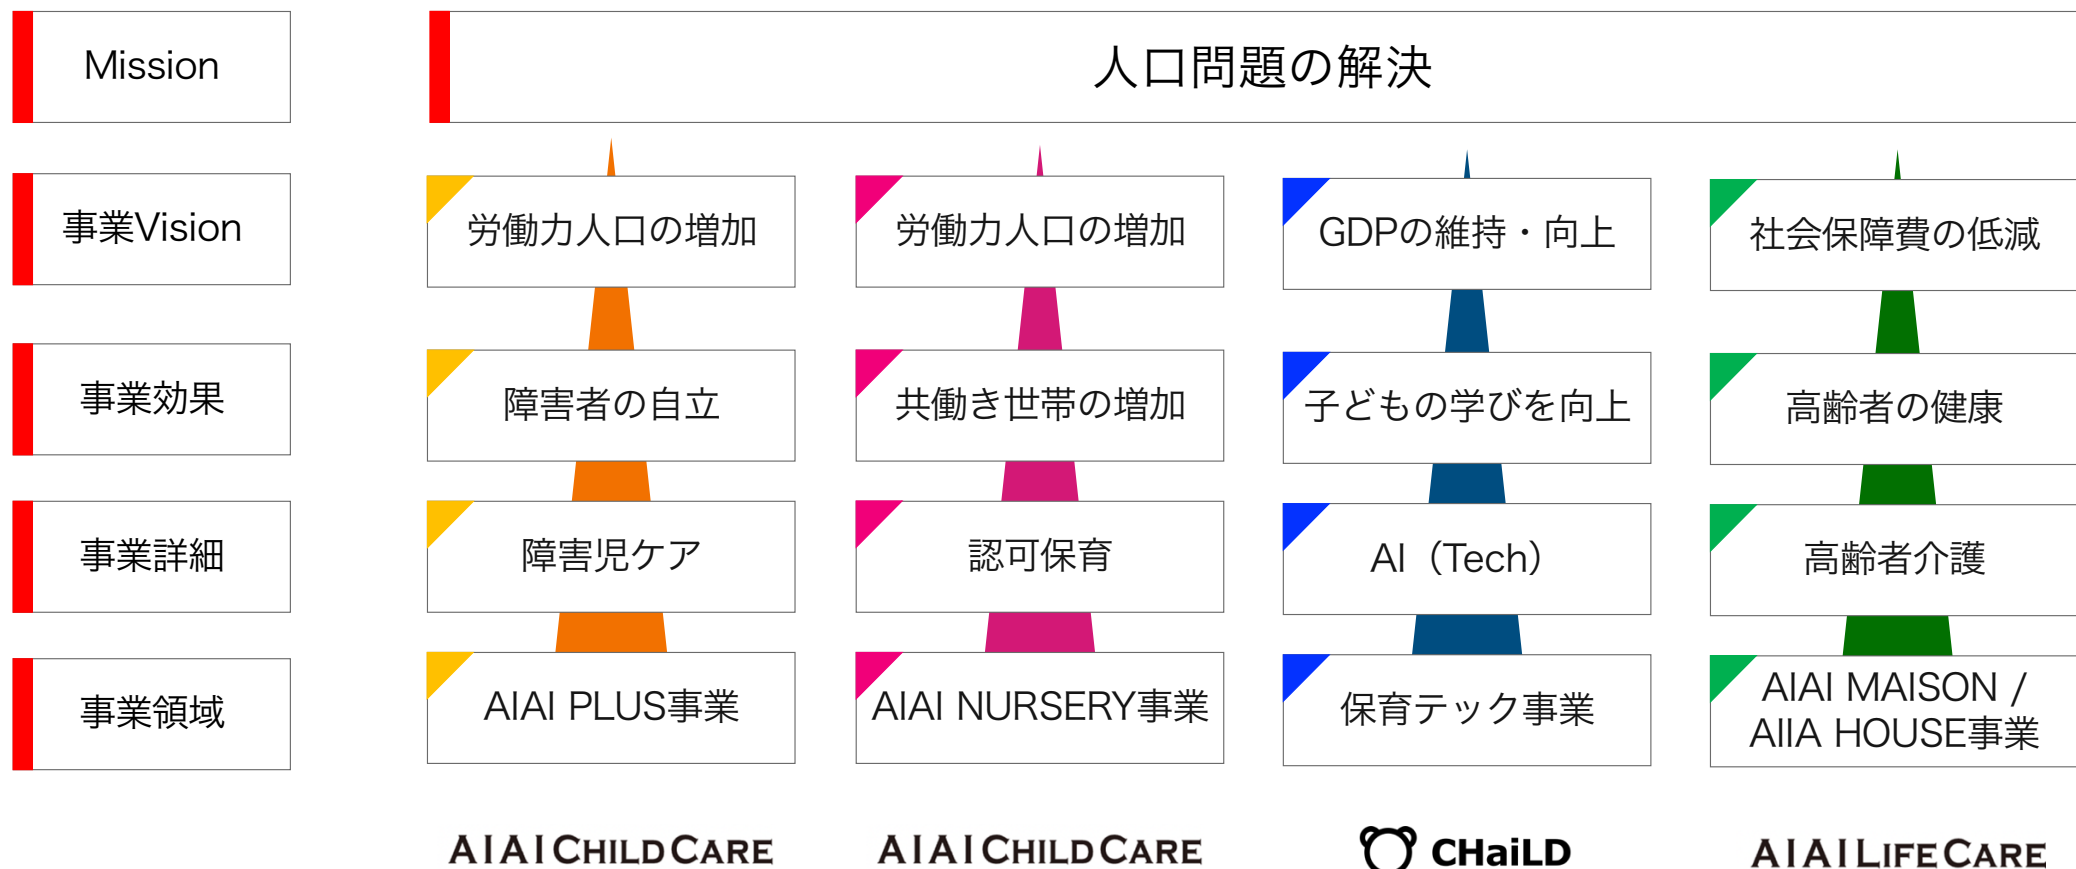 Mission
人口問題の解決
事業Vision
労働力人口の増加
労働力人口の増加
GDPの維持・向上
社会保障費の低減
事業効果
障害者の自立
共働き世帯の増加
子どもの学びを向上
高齢者の健康
事業詳細
障害児ケア
認可保育
AI（Tech）
高齢者介護
事業領域
AIAI PLUS事業
AIAI NURSERY事業
保育テック事業
AIAI MAISON /
AIIA HOUSE事業
AIAI CHILD CARE
AIAI CHILD CARE
CHaiLD
AIAI LIFE CARE